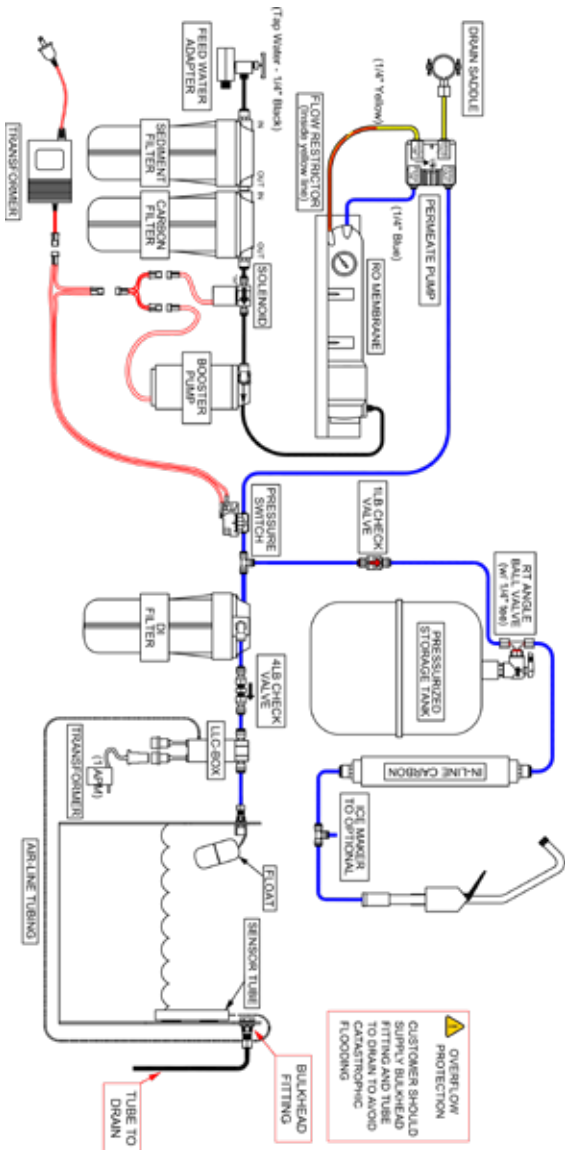 OVERFLOW
PROTECTION
CUSTOMER SHOULD
SUPPLY BULKHEAD
FITTING AND TUBE
TO DRAIN TO AVOID
CATASTROPHIC
FLOODING
DRAIN SADDLE
(1/4" Yellow)
PERMEATE PUMP
(1/4" Blue)
RO MEMBRANE
FLOW RESTRICTOR
(Inside yellow line)
1LB CHECK
VALVE
RT ANGLE
BALL VALVE
(w/ 1/4" tee)
PRESSURIZED
STORAGE TANK
IN-LINE CARBON
ICE MAKER
TO OPTIONAL
(Tap Water - 1/4" Black)
FEED WATER
ADAPTER
IN
OUT
IN
OUT
SEDIMENT
FILTER
CARBON
FILTER
SOLENOID
BOOSTER
PUMP
PRESSURE
SWITCH
DI
FILTER
4LB CHECK
VALVE
LLC-BOX
FLOAT
SENSOR TUBE
BULKHEAD
FITTING
TRANSFORMER
TRANSFORMER
(1 APM)
AIR-LINE TUBING
TUBE TO
DRAIN